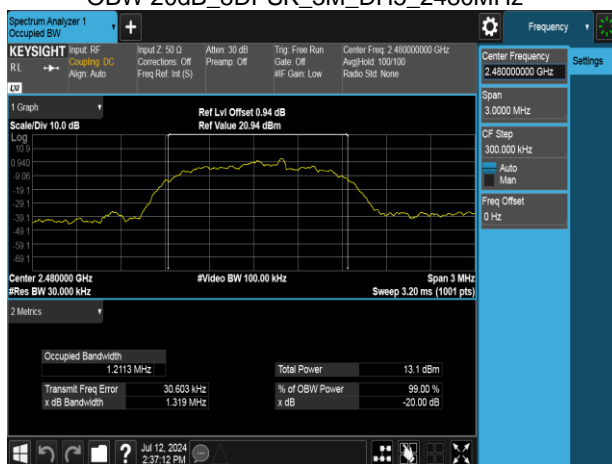 OBW 20dB_8DPSK_3M_DH5_2480MHz
Spectrum Analyzer 1
Occupied BW
+
Frequency
KEYSIGHT Input: RF Input Z: 50 Ω Atten: 30 dB Trig: Free Run Center Freq: 2.480000000 GHz
RL Coupling: DC Corrections: Off Preamp: Off Gate: Off Avg|Hold: 100/100
Align: Auto Freq Ref: Int (S) #IF Gain: Low Radio Std: None
LXI
Center Frequency
2.480000000 GHz
Settings
Span
3.0000 MHz
CF Step
300.000 kHz
Auto
Man
Freq Offset
0 Hz
1 Graph
Ref Lvl Offset 0.94 dB
Scale/Div 10.0 dB Ref Value 20.94 dBm
Log
10.9
0.940
-9.06
-19.1
-29.1
-39.1
-49.1
-59.1
-69.1
Center 2.480000 GHz #Video BW 100.00 kHz Span 3 MHz
#Res BW 30.000 kHz Sweep 3.20 ms (1001 pts)
2 Metrics
Occupied Bandwidth
1.2113 MHz
Total Power 13.1 dBm
Transmit Freq Error 30.603 kHz % of OBW Power 99.00 %
x dB Bandwidth 1.319 MHz x dB -20.00 dB
? Jul 12, 2024
2:37:12 PM